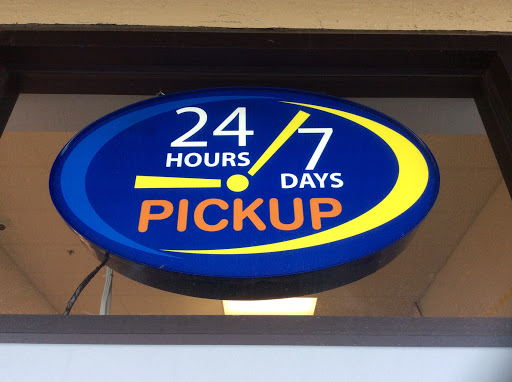 24 / 7
HOURS DAYS
PICKUP